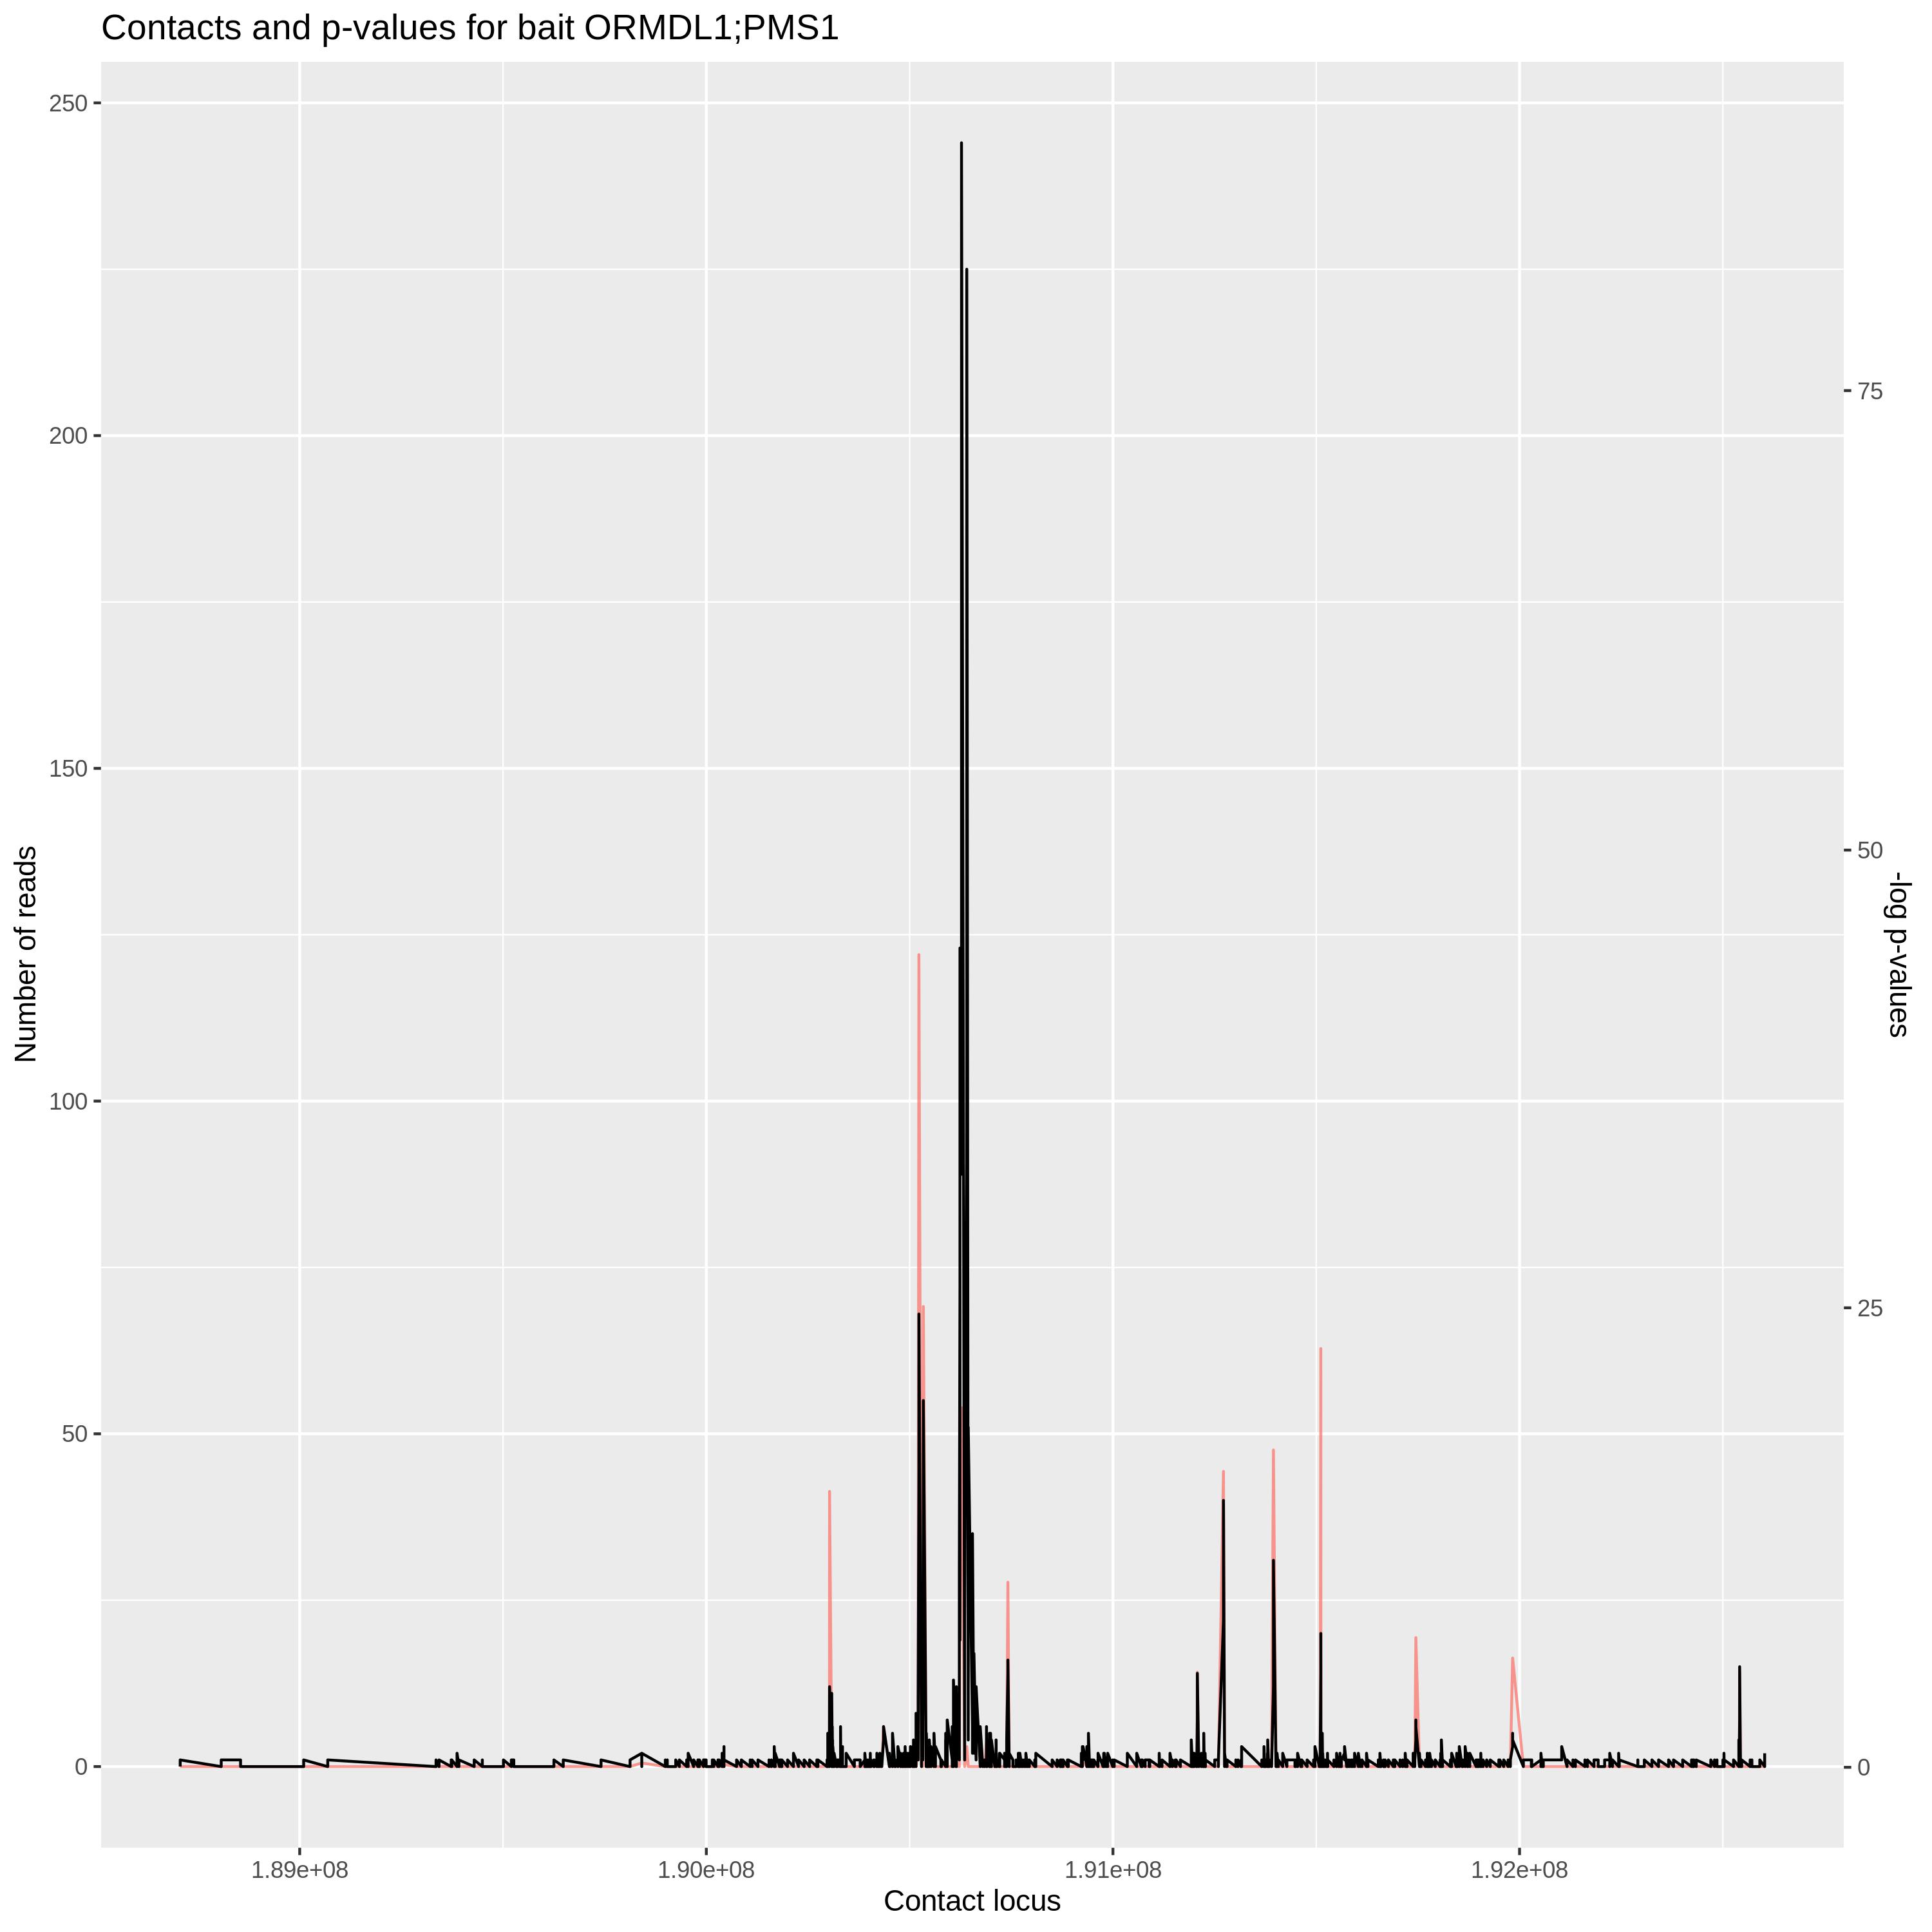 Contacts and p-values for bait ORMDL1;PMS1
250
200
150
100
50
0
Number of reads
75
50
25
0
-log p-values
1.89e+08
1.90e+08
1.91e+08
1.92e+08
Contact locus